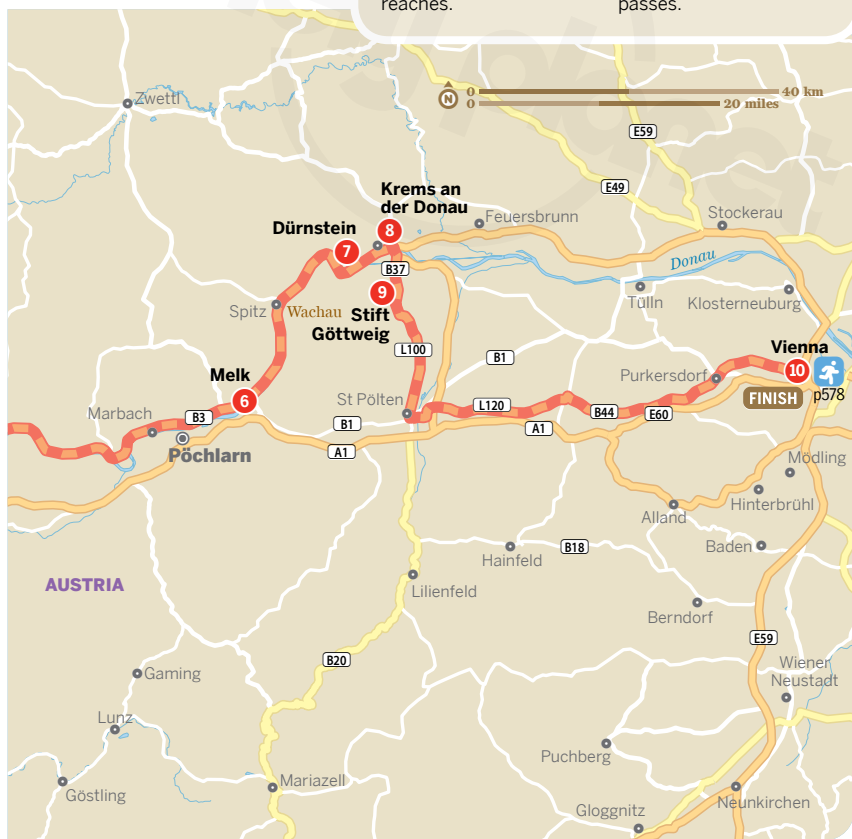 reaches.
passes.
0 40 km
N
0 20 miles
Zwettl
E59
E49
Krems an
der Donau
8
Feuersbrunn
Stockerau
Dürnstein
7
B37
Donau
9
Tülln
Klosterneuburg
Spitz
Wachau
Stift
Göttweig
L100
B1
Vienna
10
Melk
6
Purkersdorf
FINISH
p578
Marbach
B3
St Pölten
L120
B44
E60
B1
A1
A1
Pöchlarn
Mödling
Hinterbrühl
Alland
Baden
Hainfeld
B18
AUSTRIA
Lilienfeld
Berndorf
E59
B20
Wiener
Neustadt
Gaming
Lunz
Puchberg
Göstling
Mariazell
Neunkirchen
Gloggnitz